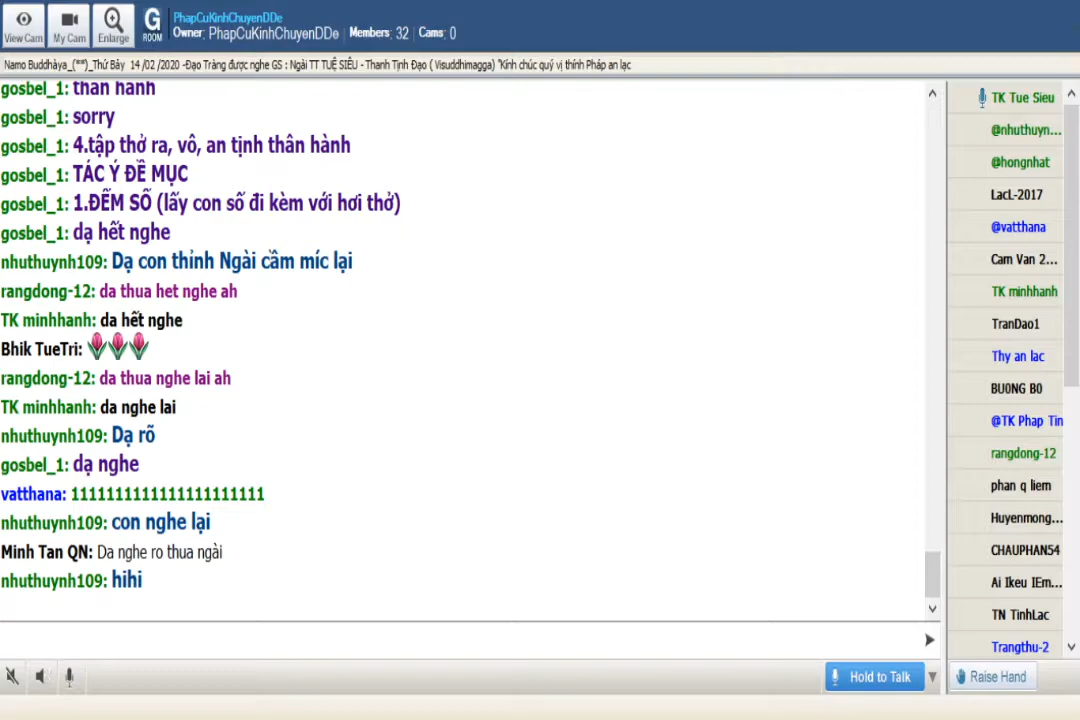 View Cam
My Cam
Enlarge
G ROOM
PhapCuKinhChuyenDDe
Owner: PhapCuKinhChuyenDDe | Members: 32 | Cams: 0
Namo Buddhàya_(**)_Thứ Bảy 14 /02 /2020 -Đạo Tràng được nghe GS : Ngài TT TUỆ SIÊU - Thanh Tịnh Đạo ( Visuddhimagga) "Kính chúc quý vị thính Pháp an lạc
gosbel_1: thân hành
gosbel_1: sorry
gosbel_1: 4.tập thở ra, vô, an tịnh thân hành
gosbel_1: TÁC Ý ĐỀ MỤC
gosbel_1: 1.ĐẾM SỐ (lấy con số đi kèm với hơi thở)
gosbel_1: dạ hết nghe
nhuthuynh109: Dạ con thỉnh Ngài cầm míc lại
rangdong-12: da thua het nghe ah
TK minhhanh: da hết nghe
Bhik TueTri:
rangdong-12: da thua nghe lai ah
TK minhhanh: da nghe lai
nhuthuynh109: Dạ rõ
gosbel_1: dạ nghe
vatthana: 1111111111111111111111
nhuthuynh109: con nghe lại
Minh Tan QN: Da nghe ro thua ngài
nhuthuynh109: hihi
TK Tue Sieu
@nhuthuyn...
@hongnhat
LacL-2017
@vatthana
Cam Van 2...
TK minhhanh
TranDao1
Thy an lac
BU0NG B0
@TK Phap Tin
rangdong-12
phan q liem
Huyenmong...
CHAUPHAN54
Ai Ikeu IEm...
TN TinhLac
Trangthu-2
Hold to Talk
Raise Hand